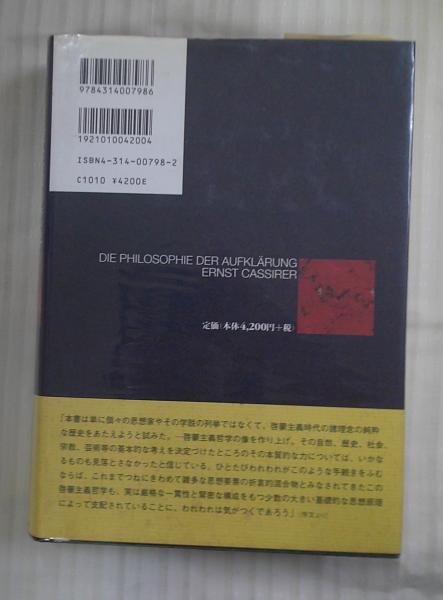 9784314007986
1921010042004
ISBN4-314-00798-2
C1010 ¥4200E
DIE PHILOSOPHIE DER AUFKLÄRUNG
ERNST CASSIRER
定価(本体4,200円+税)
「本書は単に個々の思想家やその学説の列挙ではなくて、啓蒙主義時代の諸理念の純粋
な歴史をあたえようと試みた。―啓蒙主義哲学の像を作り上げ、その自然、歴史、社会、
宗教、芸術等の基本的な考えを決定づけたところのその本質的な力については、いかな
るものも見落とさなかったと信じている。ひとたびわれわれがこのような手続きをふむ
ならば、これまでつねにきわめて雑多な思想要素の折衷的混合物とみなされてきたこの
啓蒙主義哲学も、実は厳格な一貫性と緊密な構成をもつ少数の大きい基礎的な思想原理
によって支配されていることに、われわれは気がつくであろう」(序文より)